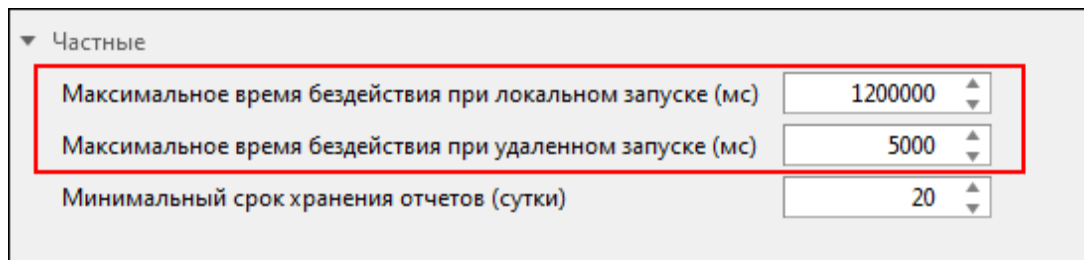 Частные
Максимальное время бездействия при локальном запуске (мс) 1200000
Максимальное время бездействия при удаленном запуске (мс) 5000
Минимальный срок хранения отчетов (сутки) 20